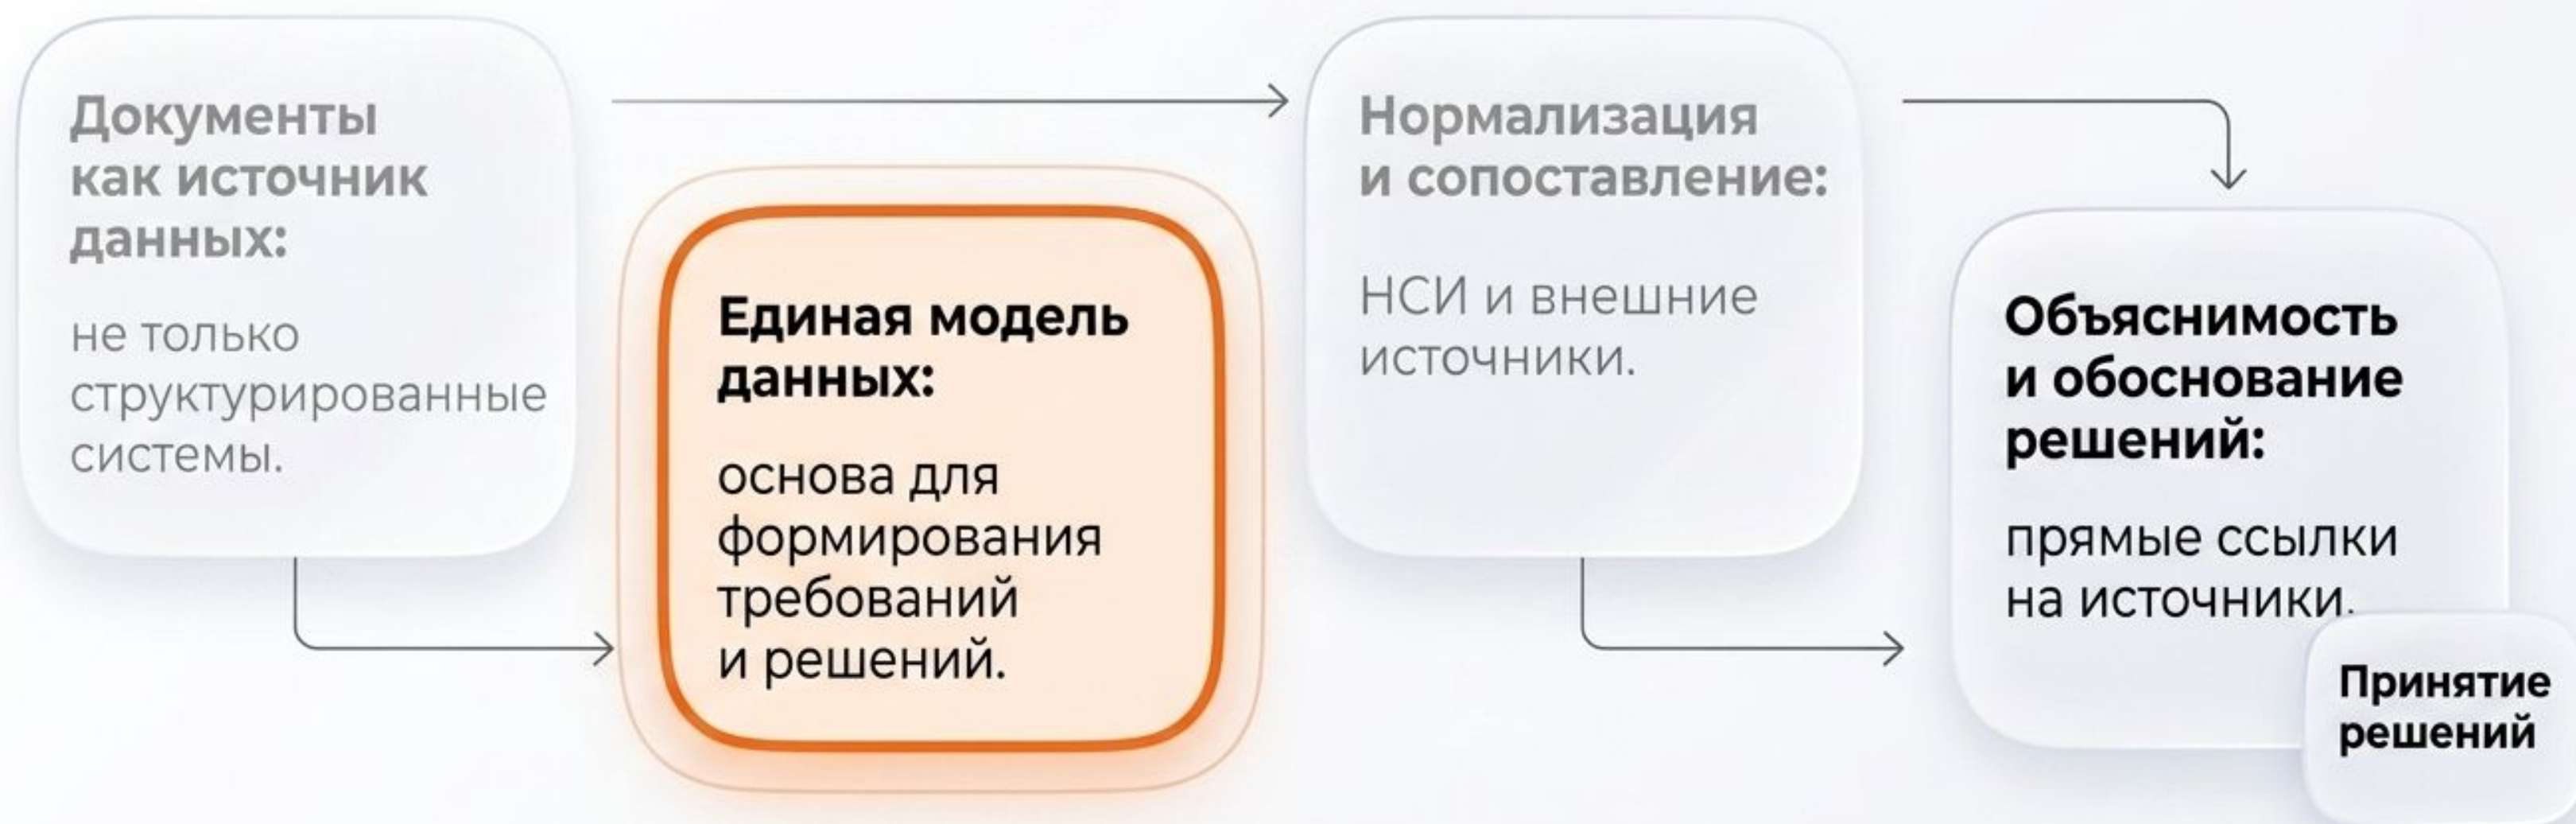 Документы
как источник
данных:
не только
структурированные
системы.
Единая модель
данных:
основа для
формирования
требований
и решений.
Нормализация
и сопоставление:
НСИ и внешние
источники.
Объяснимость
и обоснование
решений:
прямые ссылки
на источники.
Принятие
решений